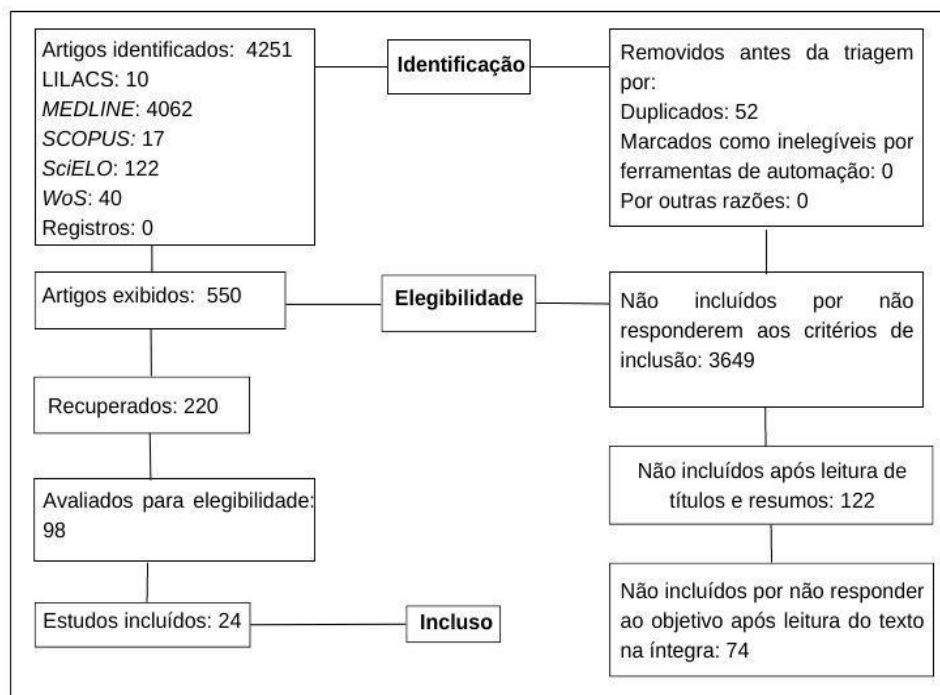 Artigos identificados: 4251
LILACS: 10
MEDLINE: 4062
SCOPUS: 17
SciELO: 122
WoS: 40
Registros: 0
Identificação
Removidos antes da triagem
por:
Duplicados: 52
Marcados como inelegíveis por
ferramentas de automação: 0
Por outras razões: 0
Artigos exibidos: 550
Elegibilidade
Não incluídos por não
responderem aos critérios de
inclusão: 3649
Recuperados: 220
Não incluídos após leitura de
títulos e resumos: 122
Avaliados para elegibilidade:
98
Não incluídos por não responder
ao objetivo após leitura do texto
na íntegra: 74
Estudos incluídos: 24
Incluso